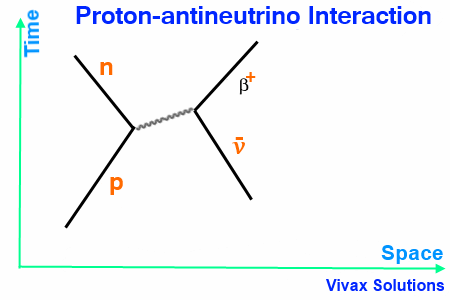 Proton-antineutrino Interaction
Time
n
β+
ν̄
p
Space
Vivax Solutions